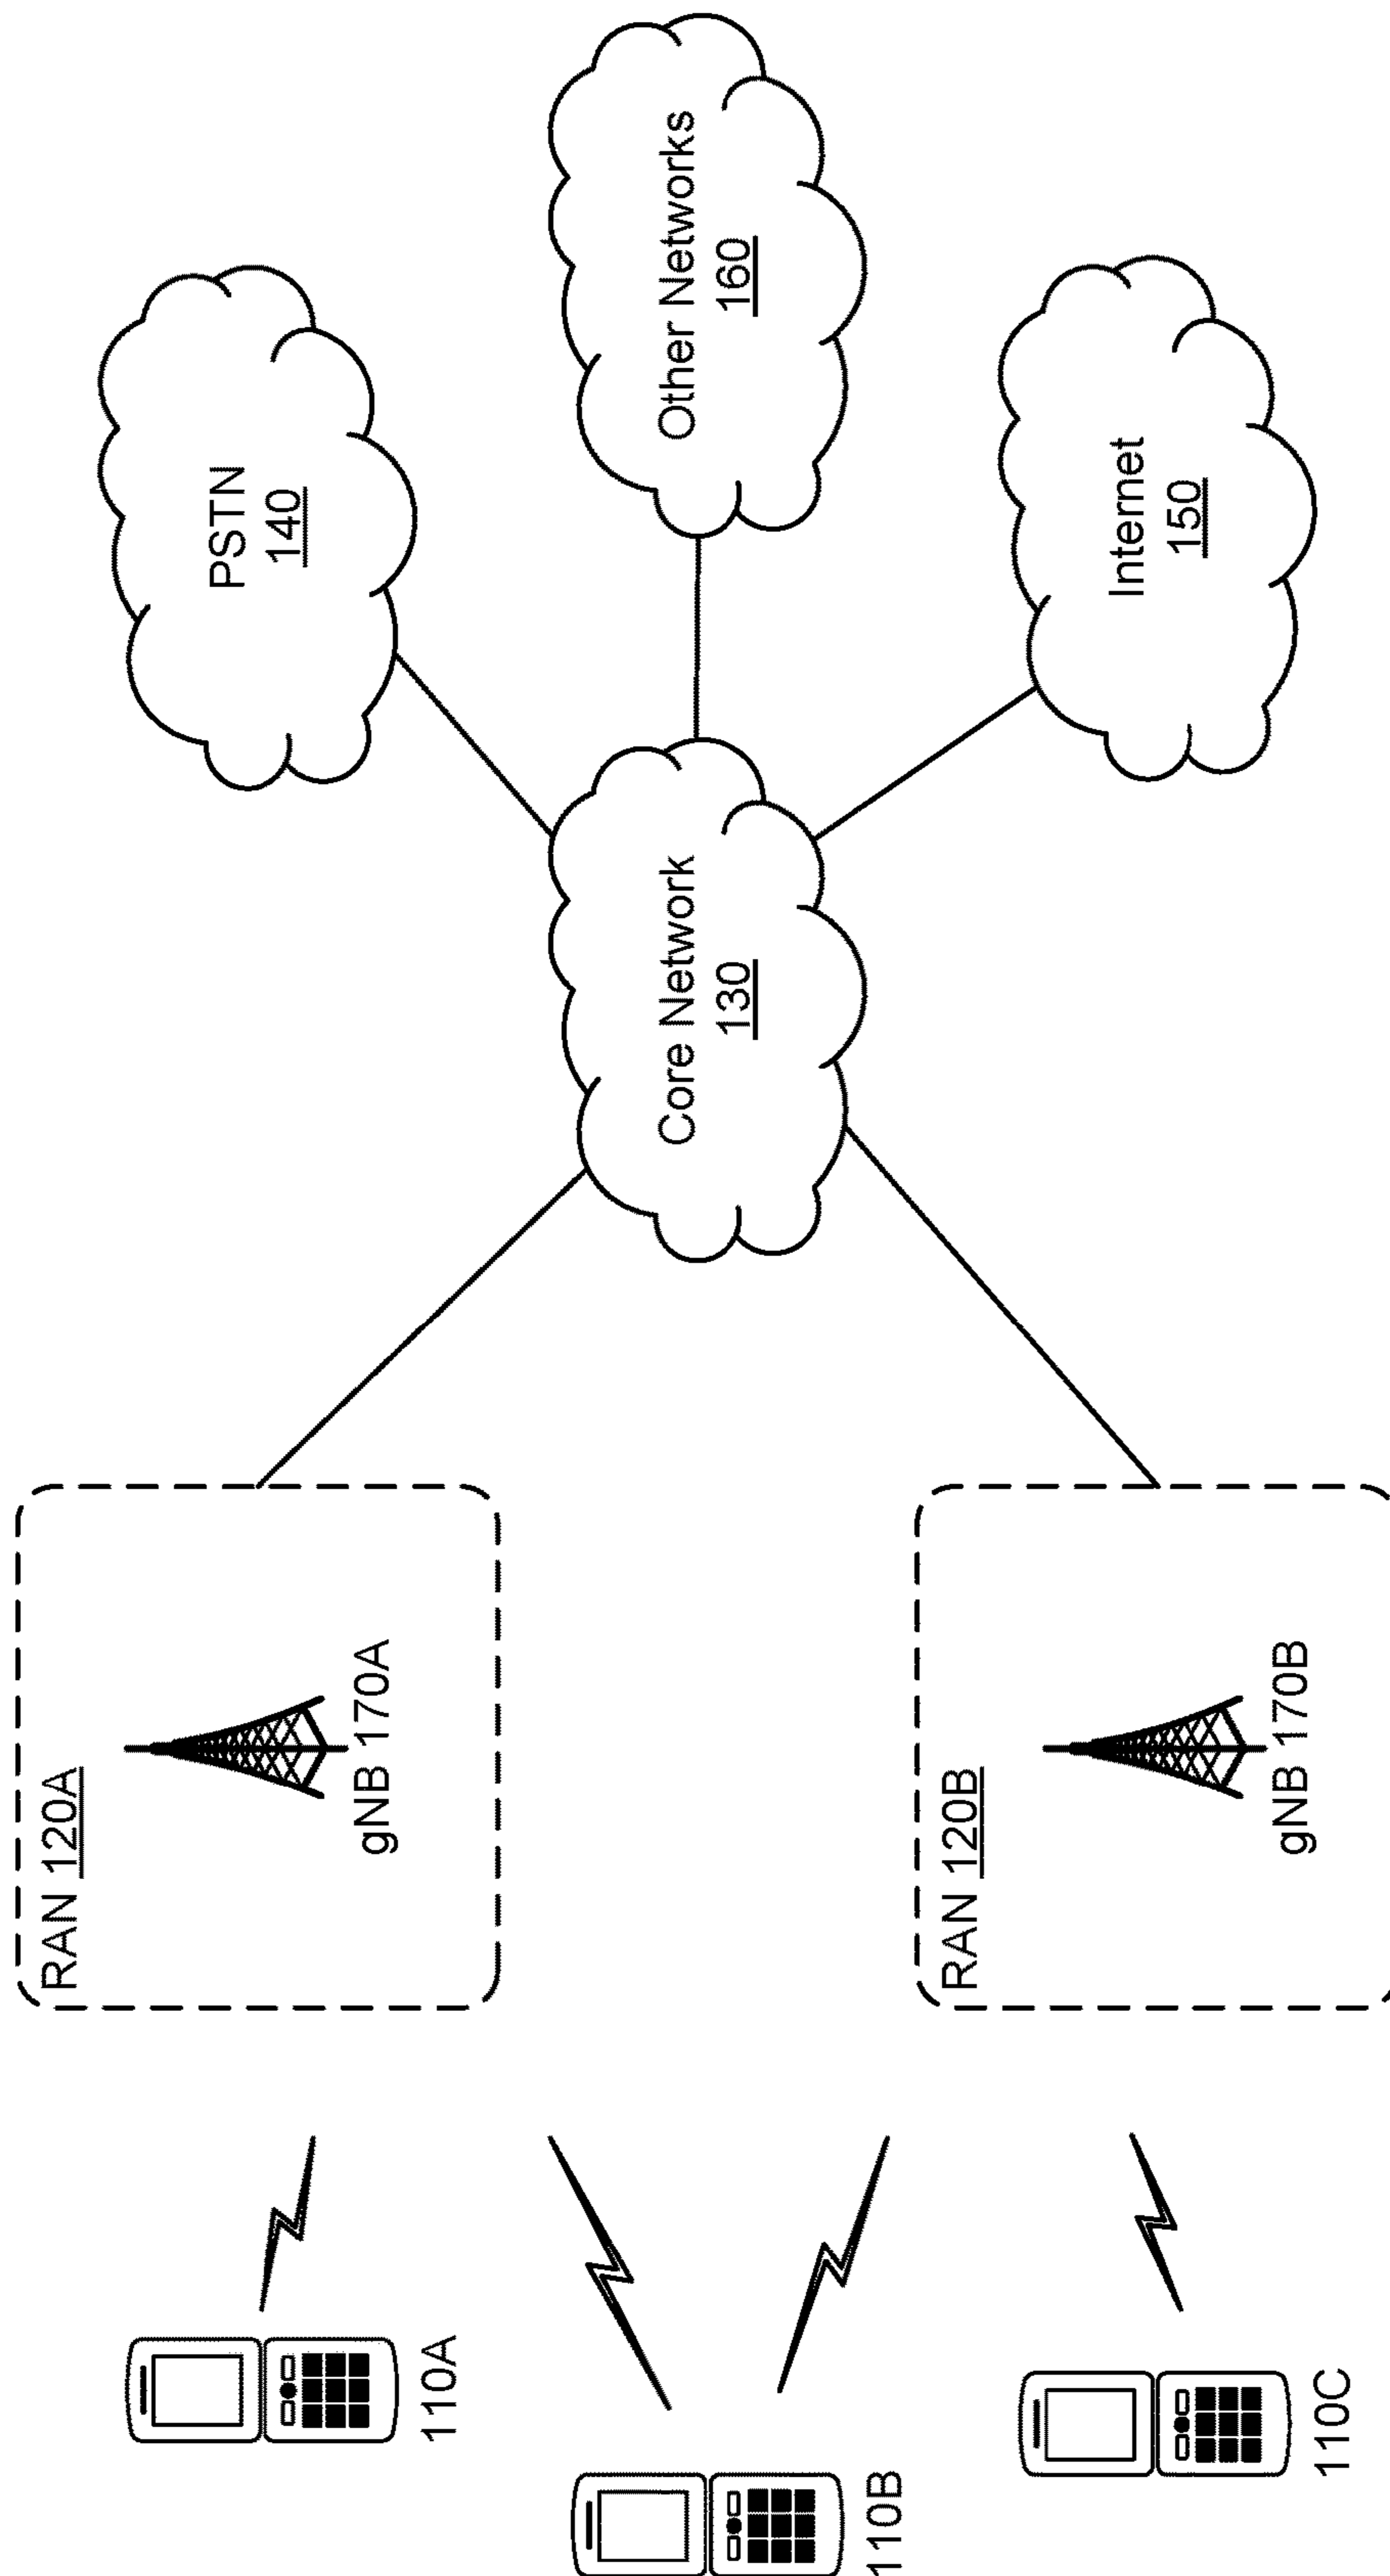 110A
110B
110C
RAN 120A
gNB 170A
RAN 120B
gNB 170B
Core Network
130
PSTN
140
Other Networks
160
Internet
150